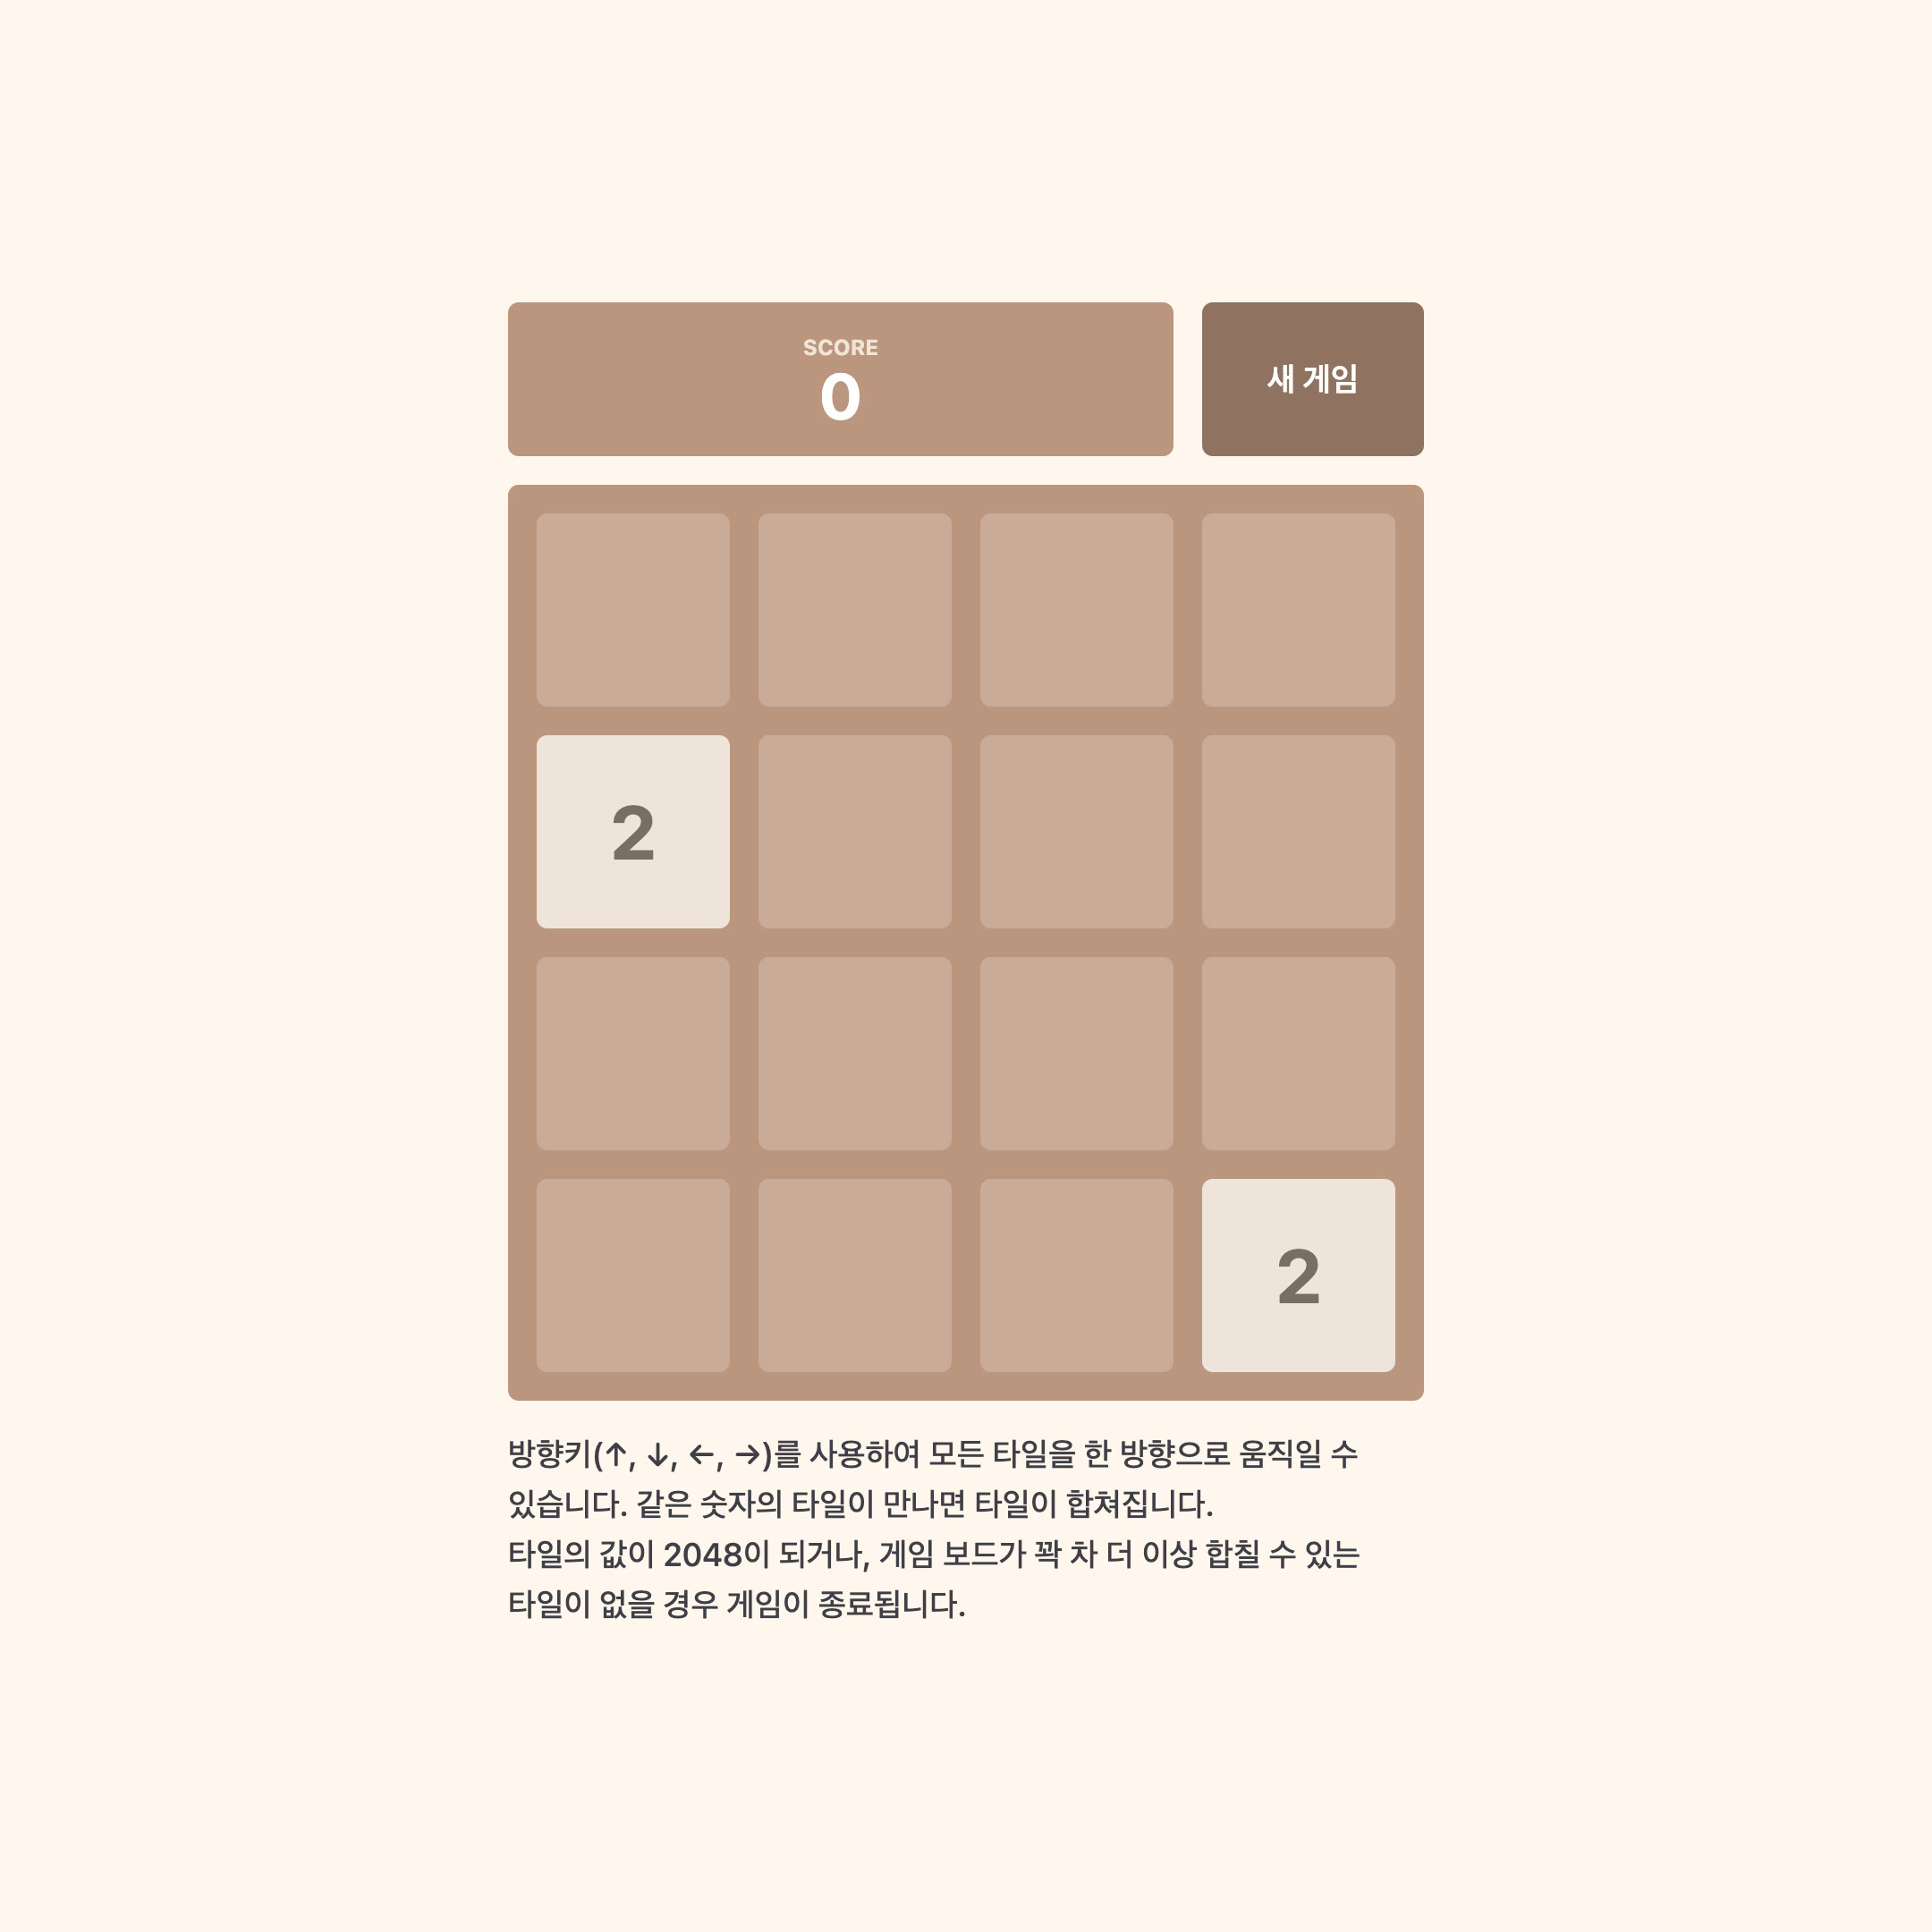 SCORE
0
새 게임
2
2
방향키(↑, ↓, ←, →)를 사용하여 모든 타일을 한 방향으로 움직일 수
있습니다. 같은 숫자의 타일이 만나면 타일이 합쳐집니다.
타일의 값이 2048이 되거나, 게임 보드가 꽉 차 더 이상 합칠 수 있는
타일이 없을 경우 게임이 종료됩니다.